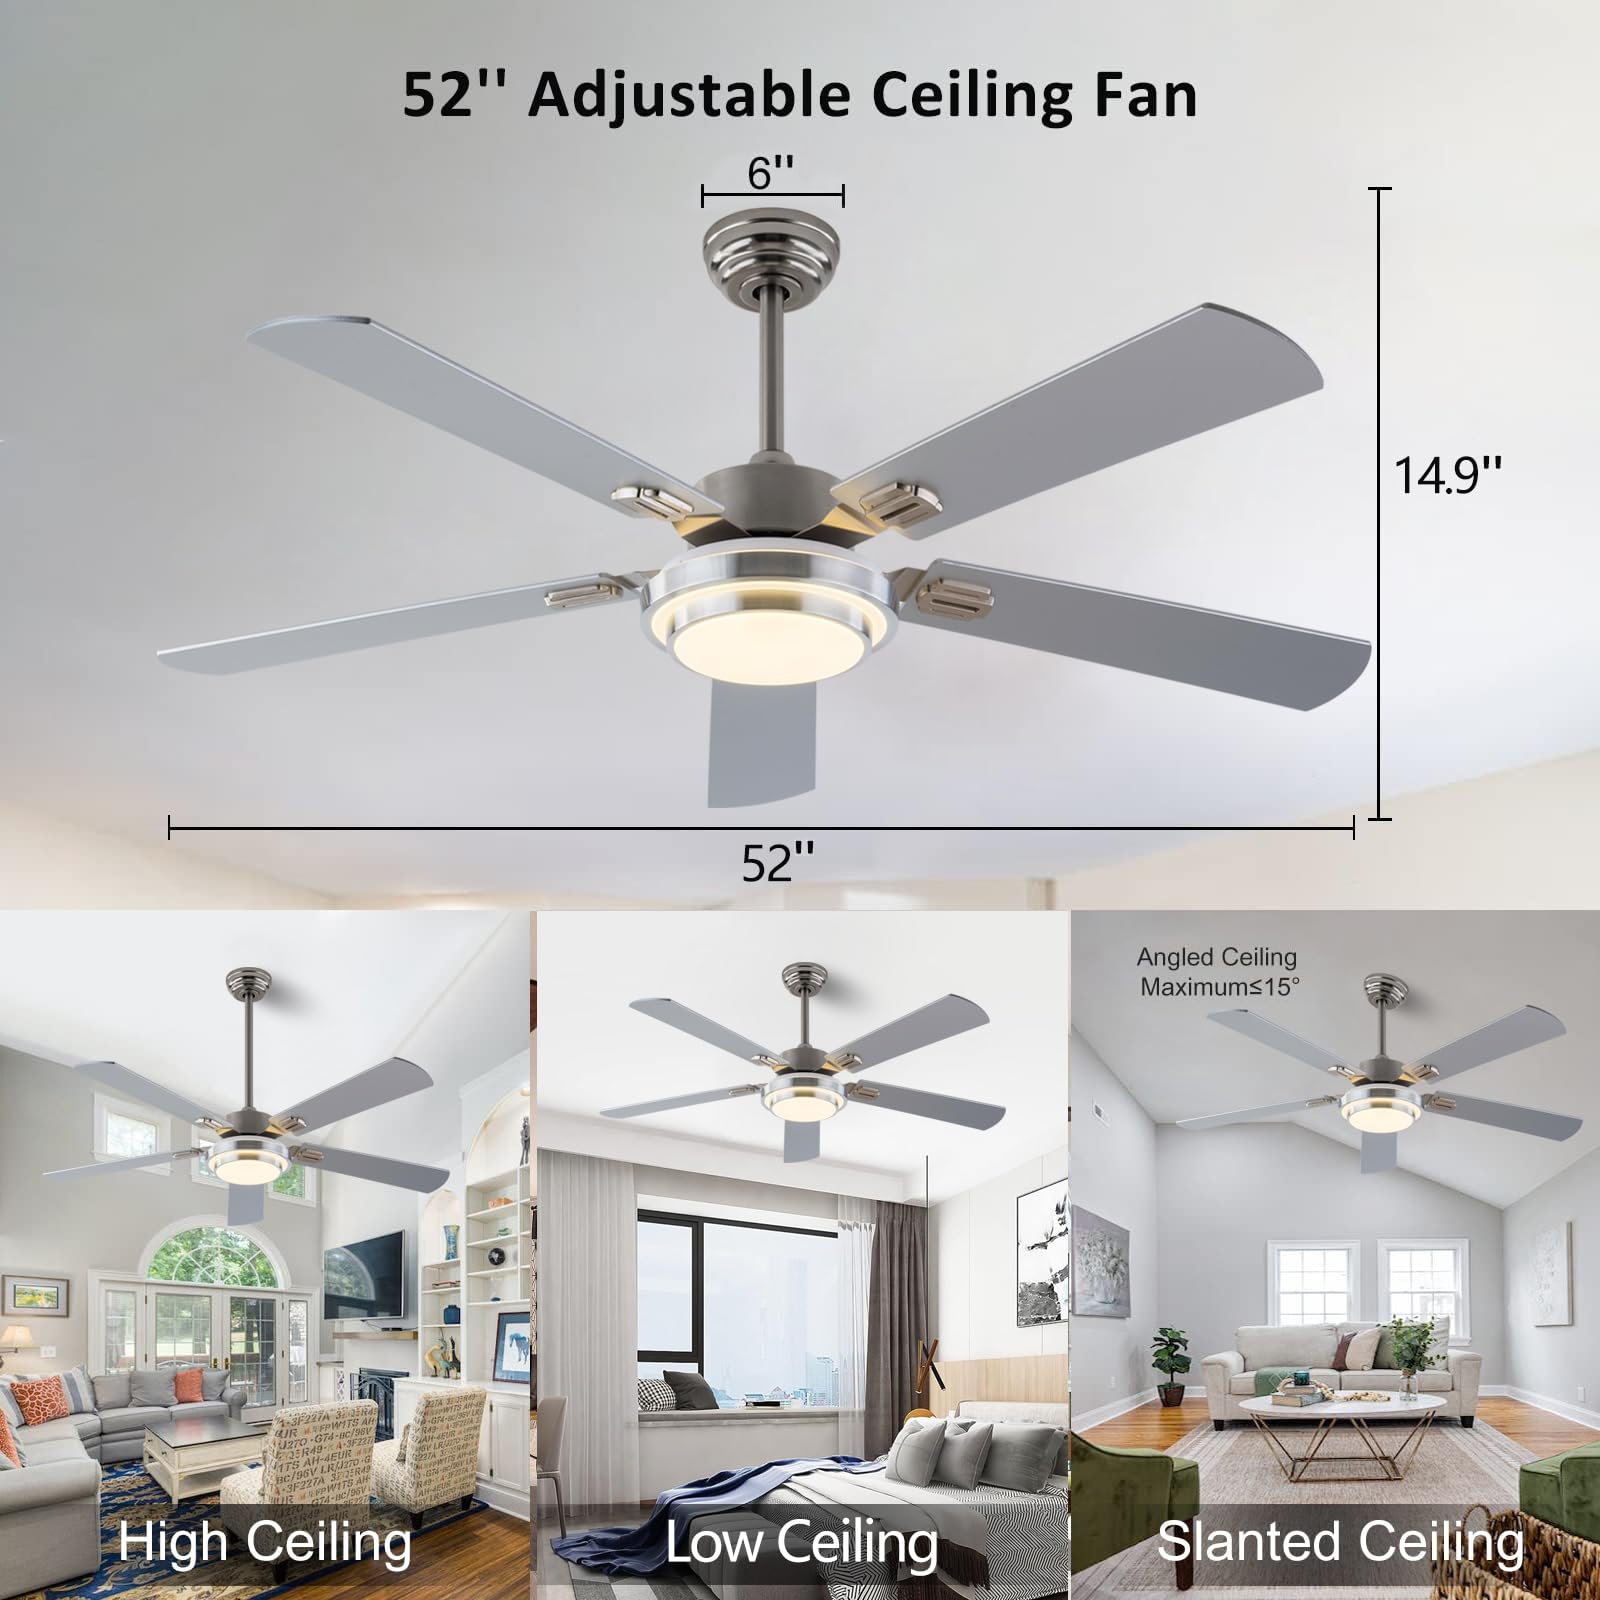 52'' Adjustable Ceiling Fan
6''
14.9''
52''
Angled Ceiling
Maximum≤15°
High Ceiling
Low Ceiling
Slanted Ceiling